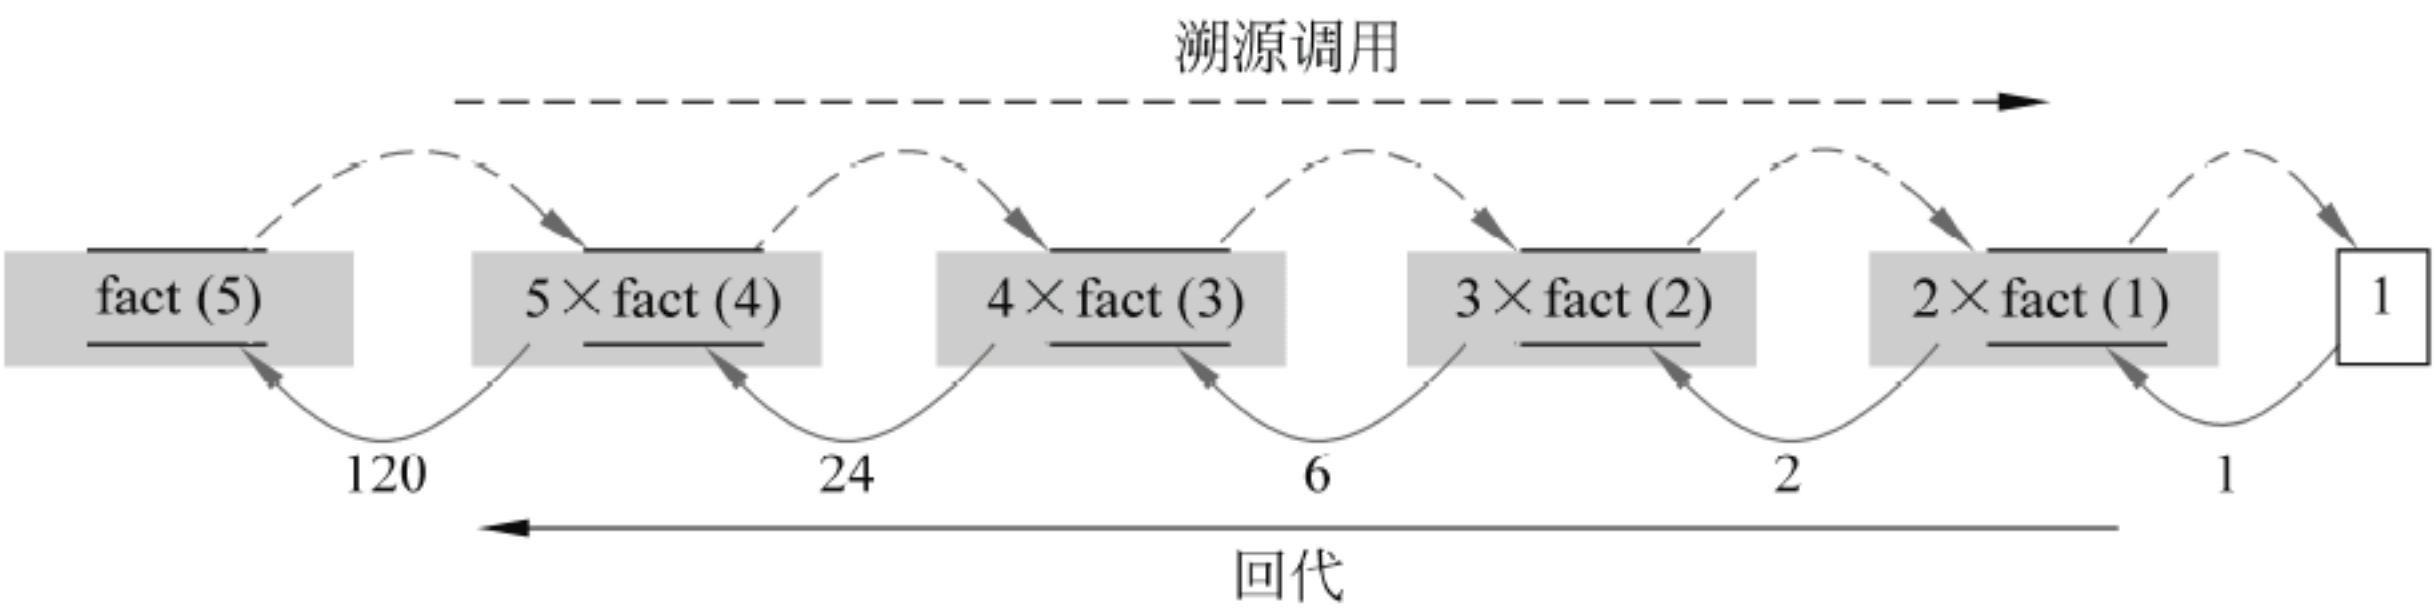 溯源调用
fact (5) 5×fact (4) 4×fact (3) 3×fact (2) 2×fact (1) 1
120 24 6 2 1
回代